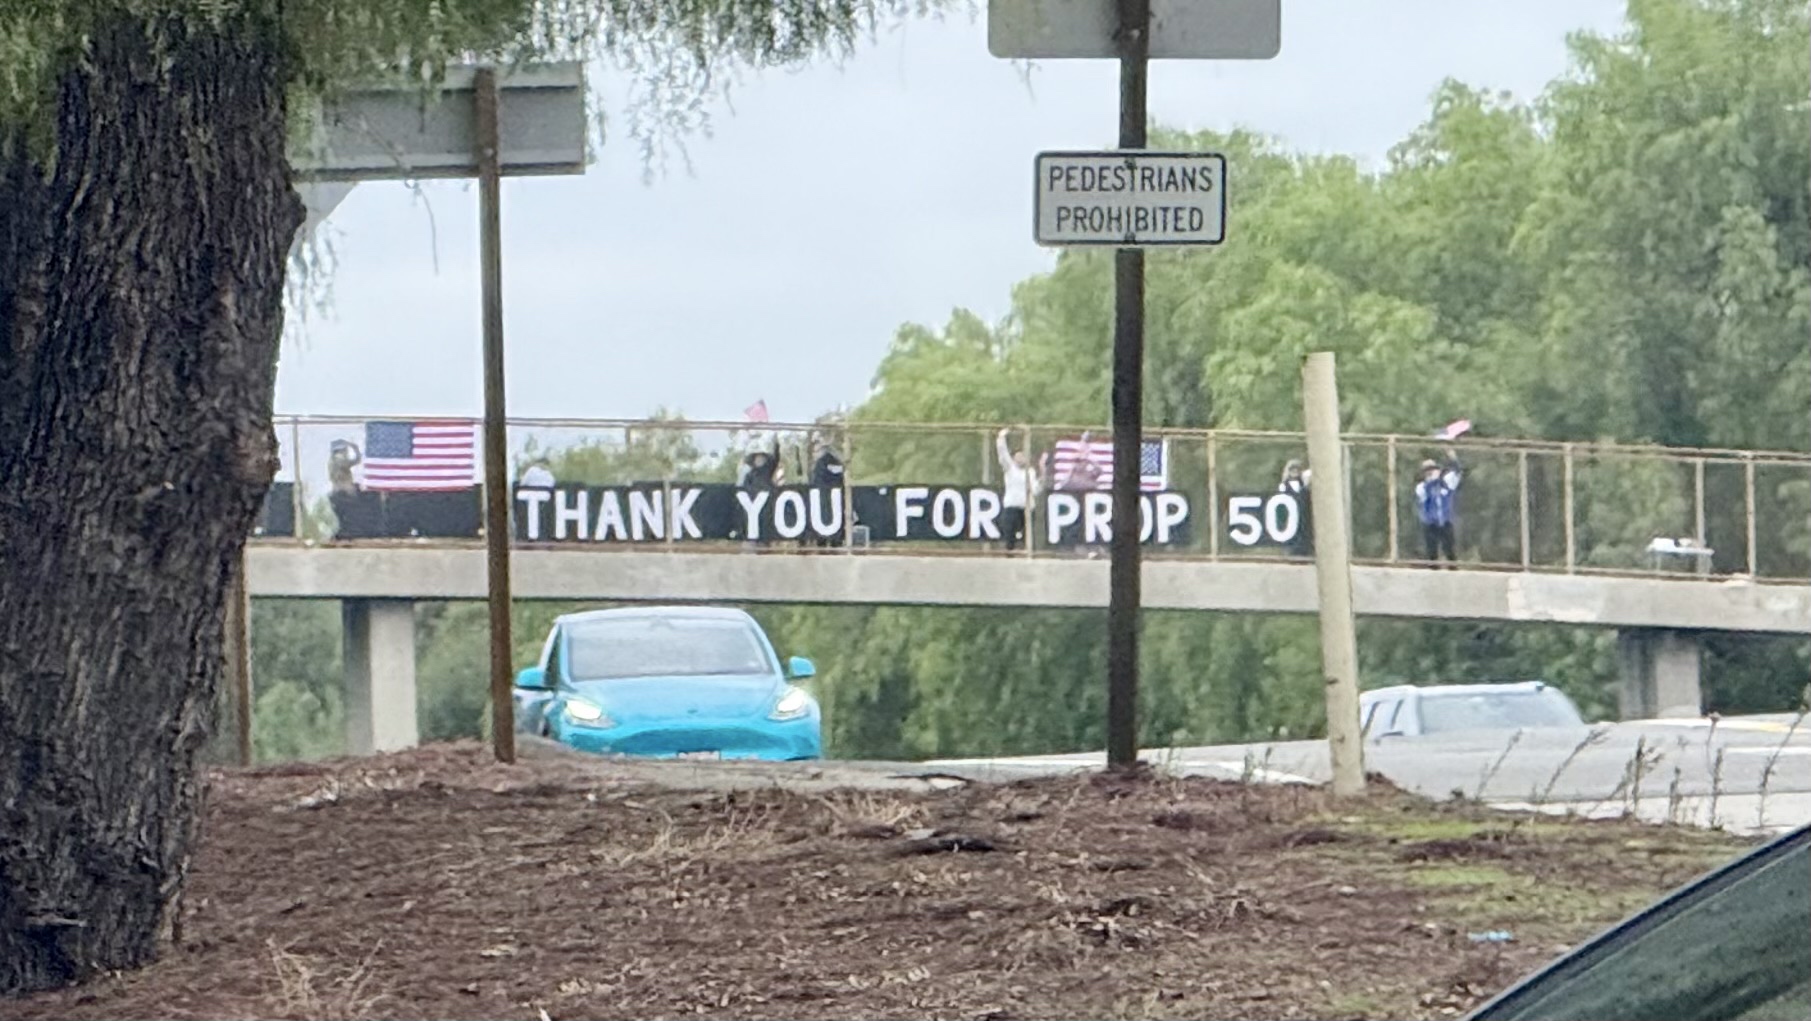 PEDESTRIANS
PROHIBITED
THANK YOU FOR PROP 50